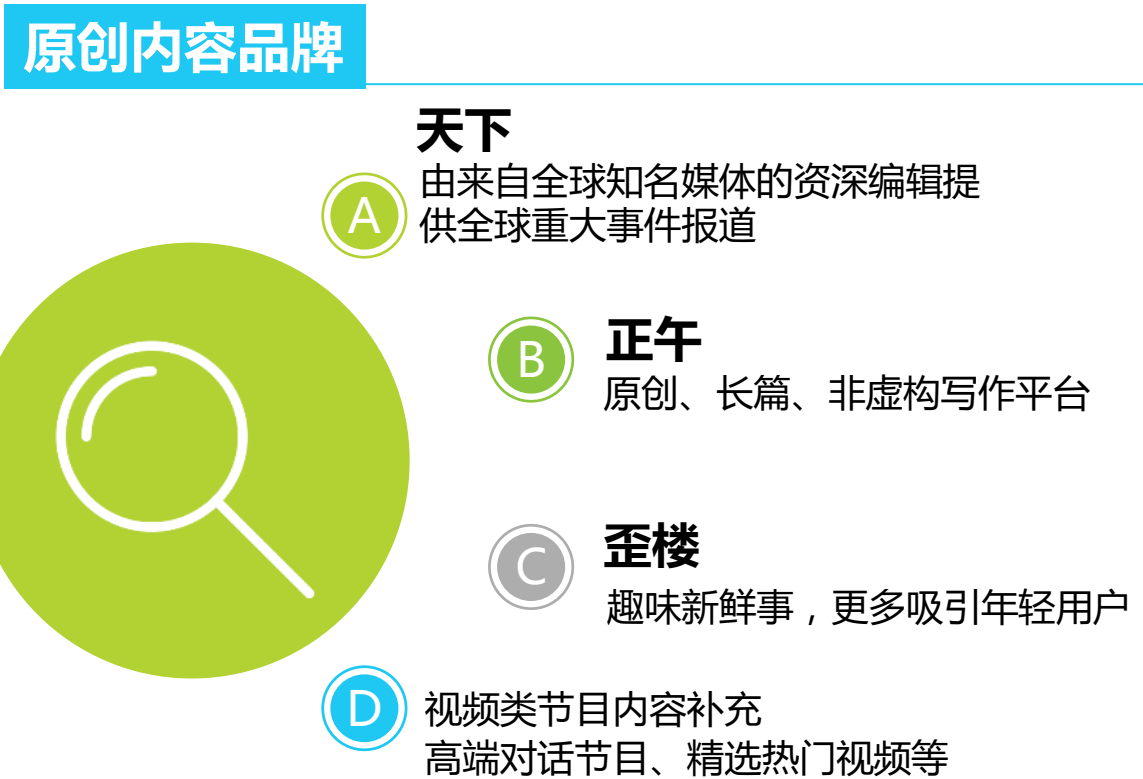 原创内容品牌
天下
A
由来自全球知名媒体的资深编辑提
供全球重大事件报道
B
正午
原创、长篇、非虚构写作平台
C
歪楼
趣味新鲜事，更多吸引年轻用户
D
视频类节目内容补充
高端对话节目、精选热门视频等